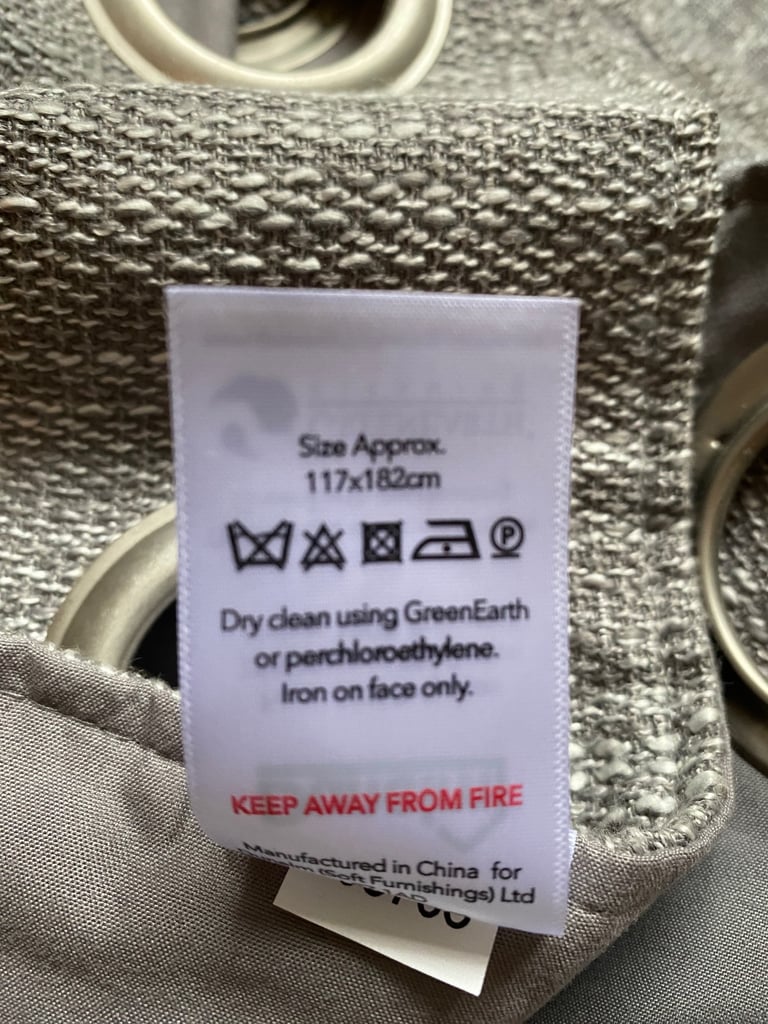 Size Approx.
117x182cm
P
Dry clean using GreenEarth
or perchloroethylene.
Iron on face only.
KEEP AWAY FROM FIRE
Manufactured in China for
(Soft Furnishings) Ltd
1AD